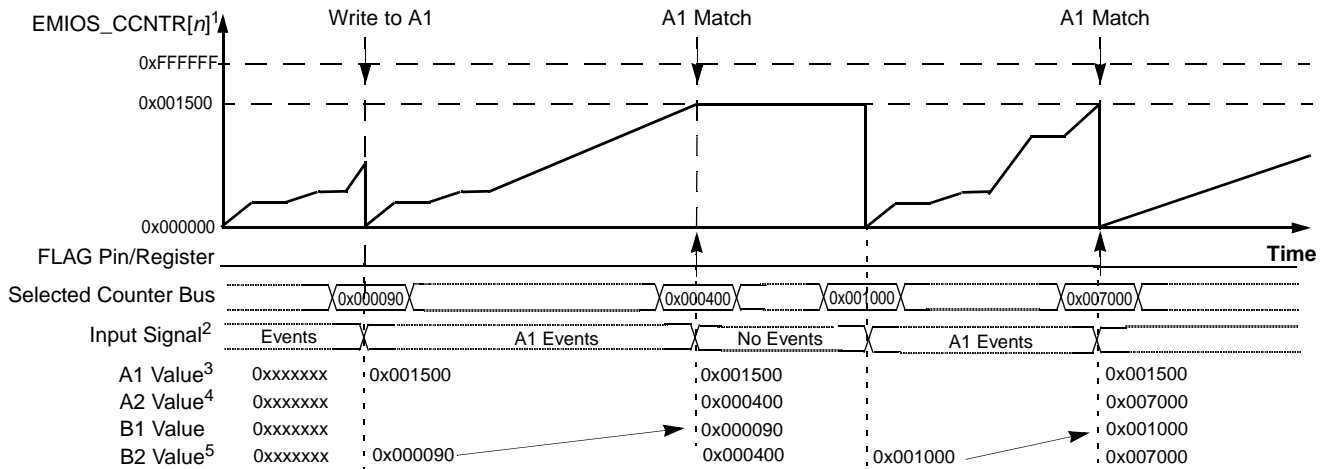 EMIOS_CCNTR[n]1 Write to A1 A1 Match A1 Match
0xFFFFFF
0x001500
0x000000
FLAG Pin/Register Time
Selected Counter Bus 0x000090 0x000400 0x001000 0x007000
Input Signal2 Events A1 Events No Events A1 Events
A1 Value3 0xxxxxxx 0x001500 0x001500 0x001500
A2 Value4 0xxxxxxx 0x000400 0x007000
B1 Value 0xxxxxxx 0x000090 0x001000
B2 Value5 0xxxxxxx 0x000090 0x000400 0x001000 0x007000